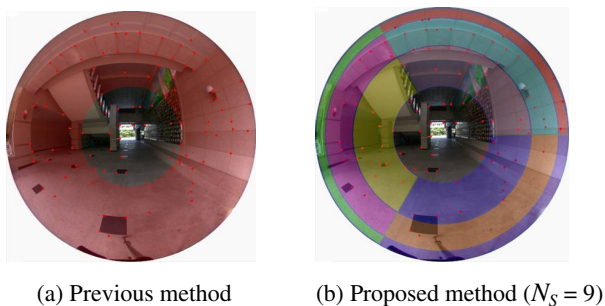 (a) Previous method
(b) Proposed method (N_S = 9)